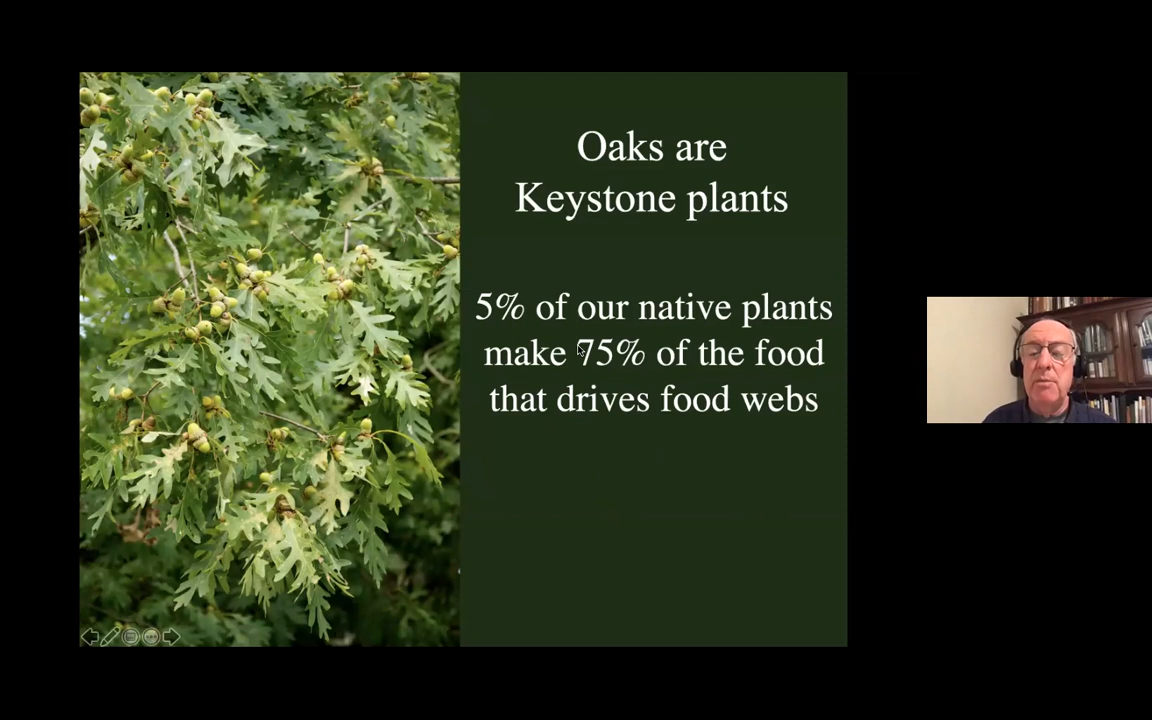 Oaks are
Keystone plants
5% of our native plants
make 75% of the food
that drives food webs